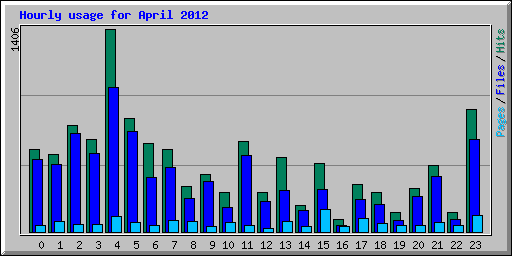 Hourly usage for April 2012
1406
Pages/Files/Hits
0 1 2 3 4 5 6 7 8 9 10 11 12 13 14 15 16 17 18 19 20 21 22 23